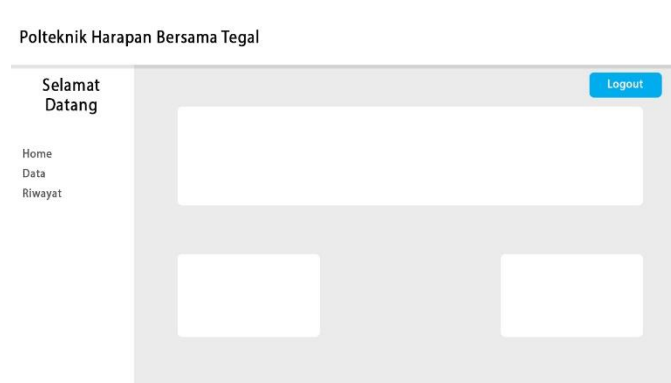 Polteknik Harapan Bersama Tegal
Selamat
Datang
Logout
Home
Data
Riwayat